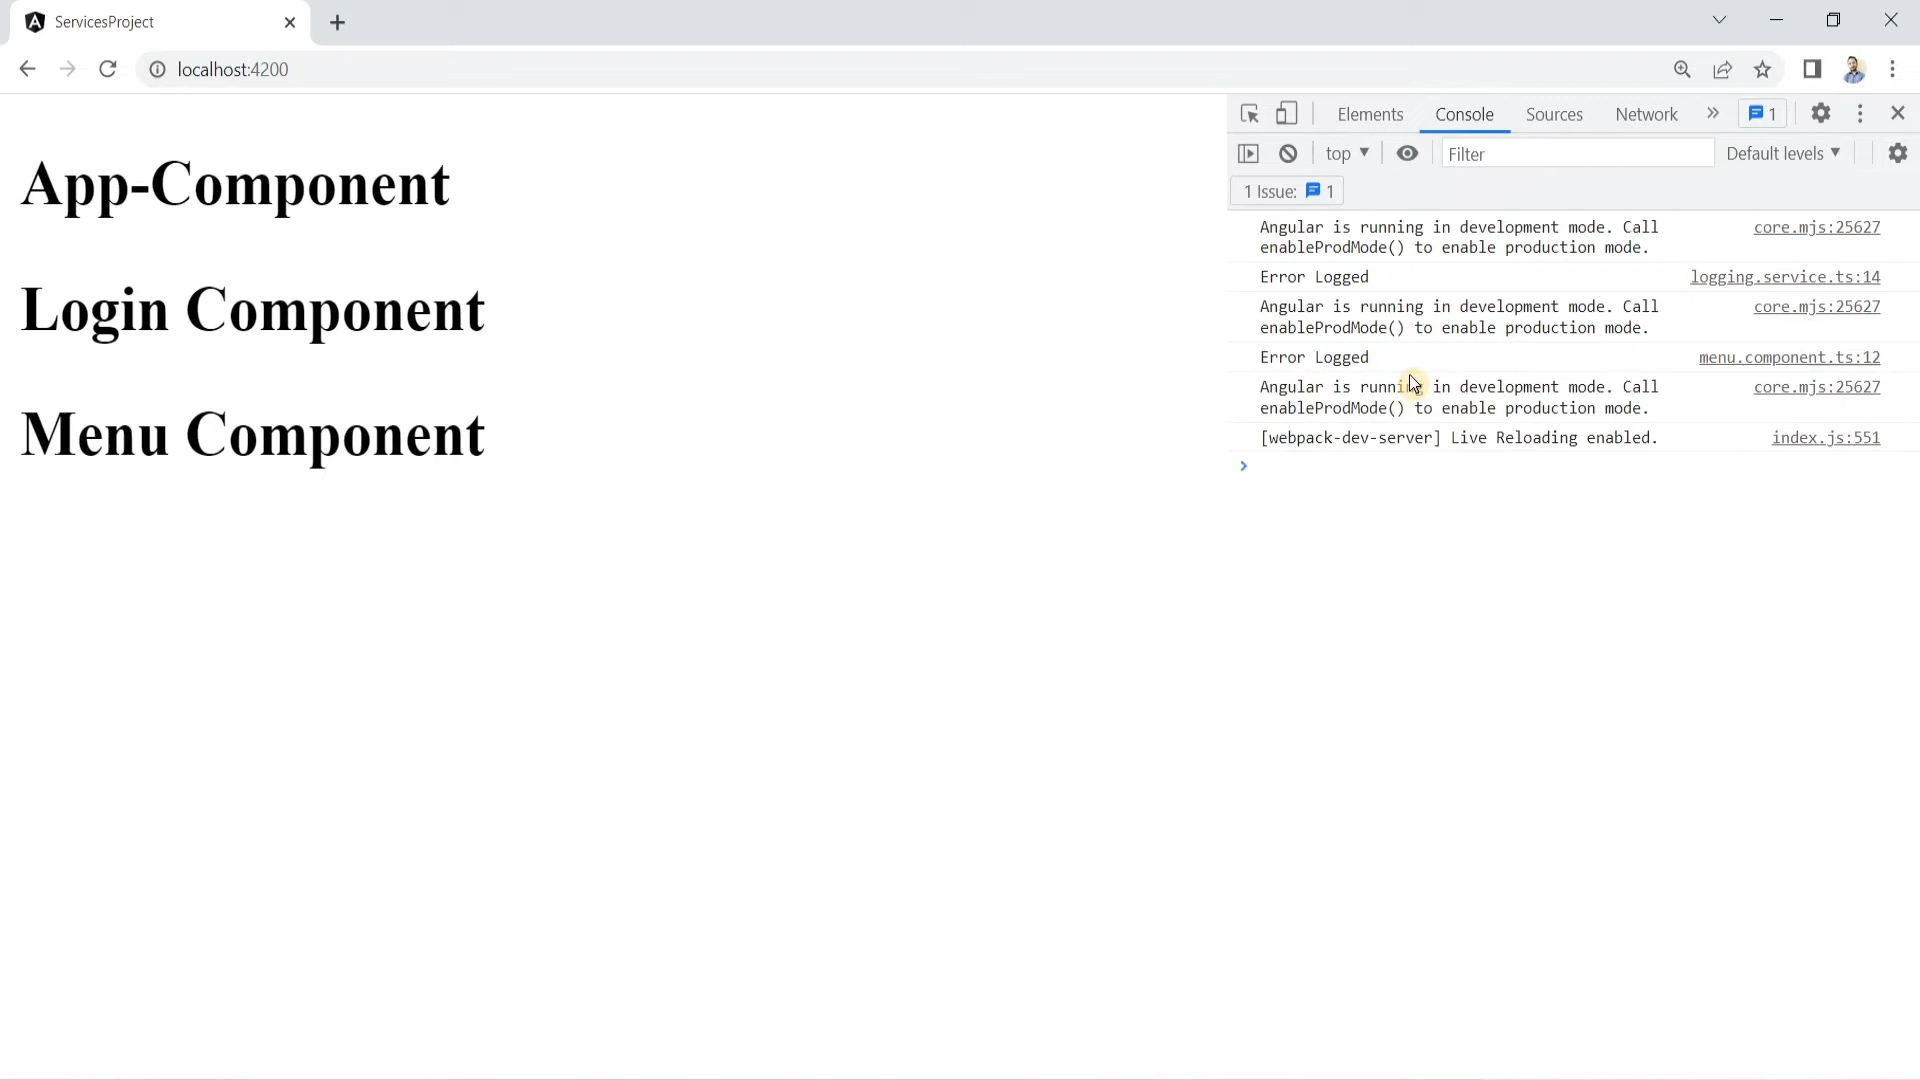 ServicesProject
localhost:4200
App-Component
Login Component
Menu Component
Elements Console Sources Network 1
top Filter Default levels
1 Issue: 1
Angular is running in development mode. Call core.mjs:25627
enableProdMode() to enable production mode.
Error Logged logging.service.ts:14
Angular is running in development mode. Call core.mjs:25627
enableProdMode() to enable production mode.
Error Logged menu.component.ts:12
Angular is running in development mode. Call core.mjs:25627
enableProdMode() to enable production mode.
[webpack-dev-server] Live Reloading enabled. index.js:551